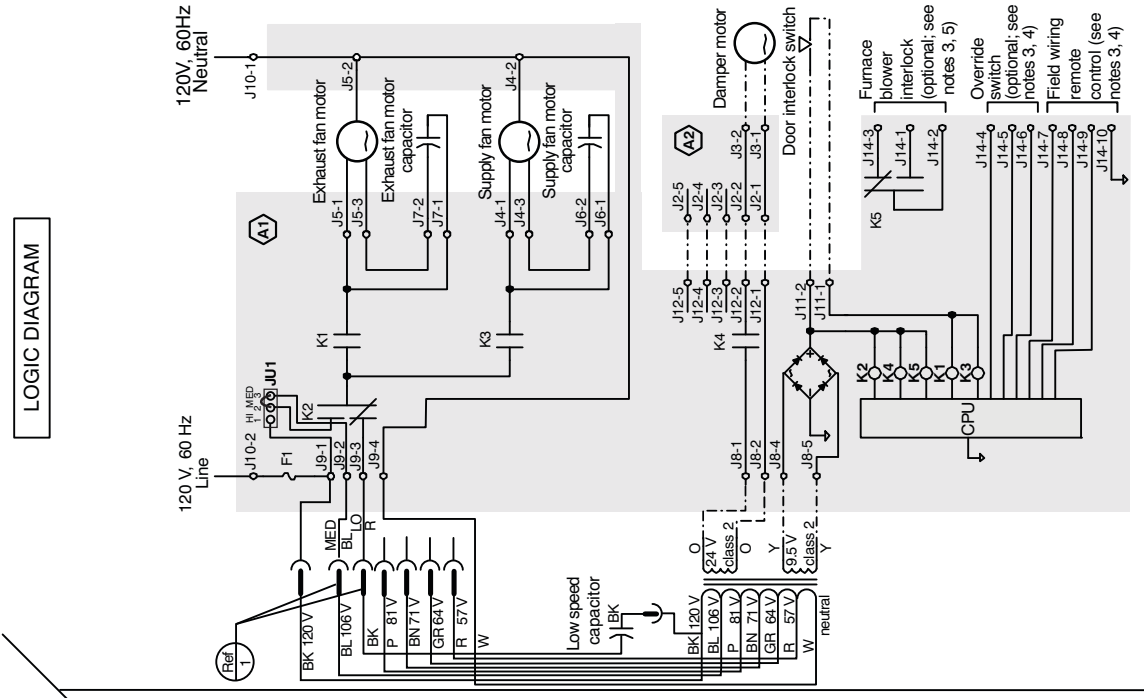 LOGIC DIAGRAM
120V, 60Hz
Neutral
J10-1
J5-2
J4-2
Exhaust fan motor
Exhaust fan motor
capacitor
Supply fan motor
Supply fan motor
capacitor
A1
J5-1
J5-3
J7-2
J7-1
J4-1
J4-3
J6-2
J6-1
K1
K3
JU1
HI MED
1 2 3
K2
120 V, 60 Hz
Line
J10-2
F1
J9-1
J9-2
J9-3
J9-4
MED
BL
LO
R
Ref
1
BK 120 V
BL 106 V
BK
P 81 V
BN 71 V
GR 64 V
R 57 V
W
Low speed
capacitor
BK
BK 120 V
BL 106 V
P 81 V
BN 71 V
GR 64 V
R 57 V
W
neutral
O
24 V
class 2
O
Y
9.5 V
class 2
Y
J8-1
J8-2
J8-4
J8-5
K4
J12-5
J12-4
J12-3
J12-2
J12-1
J11-2
J11-1
A2
J2-5
J2-4
J2-3
J2-2
J2-1
J3-2
J3-1
Damper motor
Door interlock switch
K2
K4
K5
K1
K3
CPU
K5
J14-3
J14-1
J14-2
J14-4
J14-5
J14-6
J14-7
J14-8
J14-9
J14-10
Furnace
blower
interlock
(optional; see
notes 3, 5)
Override
switch
(optional; see
notes 3, 4)
Field wiring
remote
control (see
notes 3, 4)